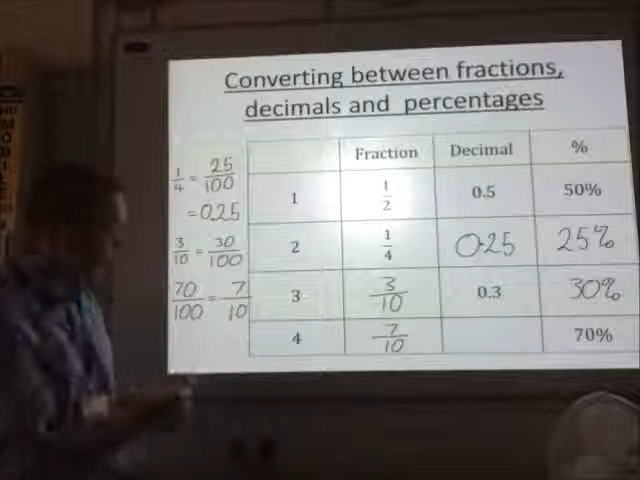 Converting between fractions,
decimals and percentages
Fraction Decimal %
1 1/2 0.5 50%
2 1/4 0.25 25%
3 3/10 0.3 30%
4 7/10 70%
1/4 = 25/100
= 0.25
3/10 = 30/100
70/100 = 7/10